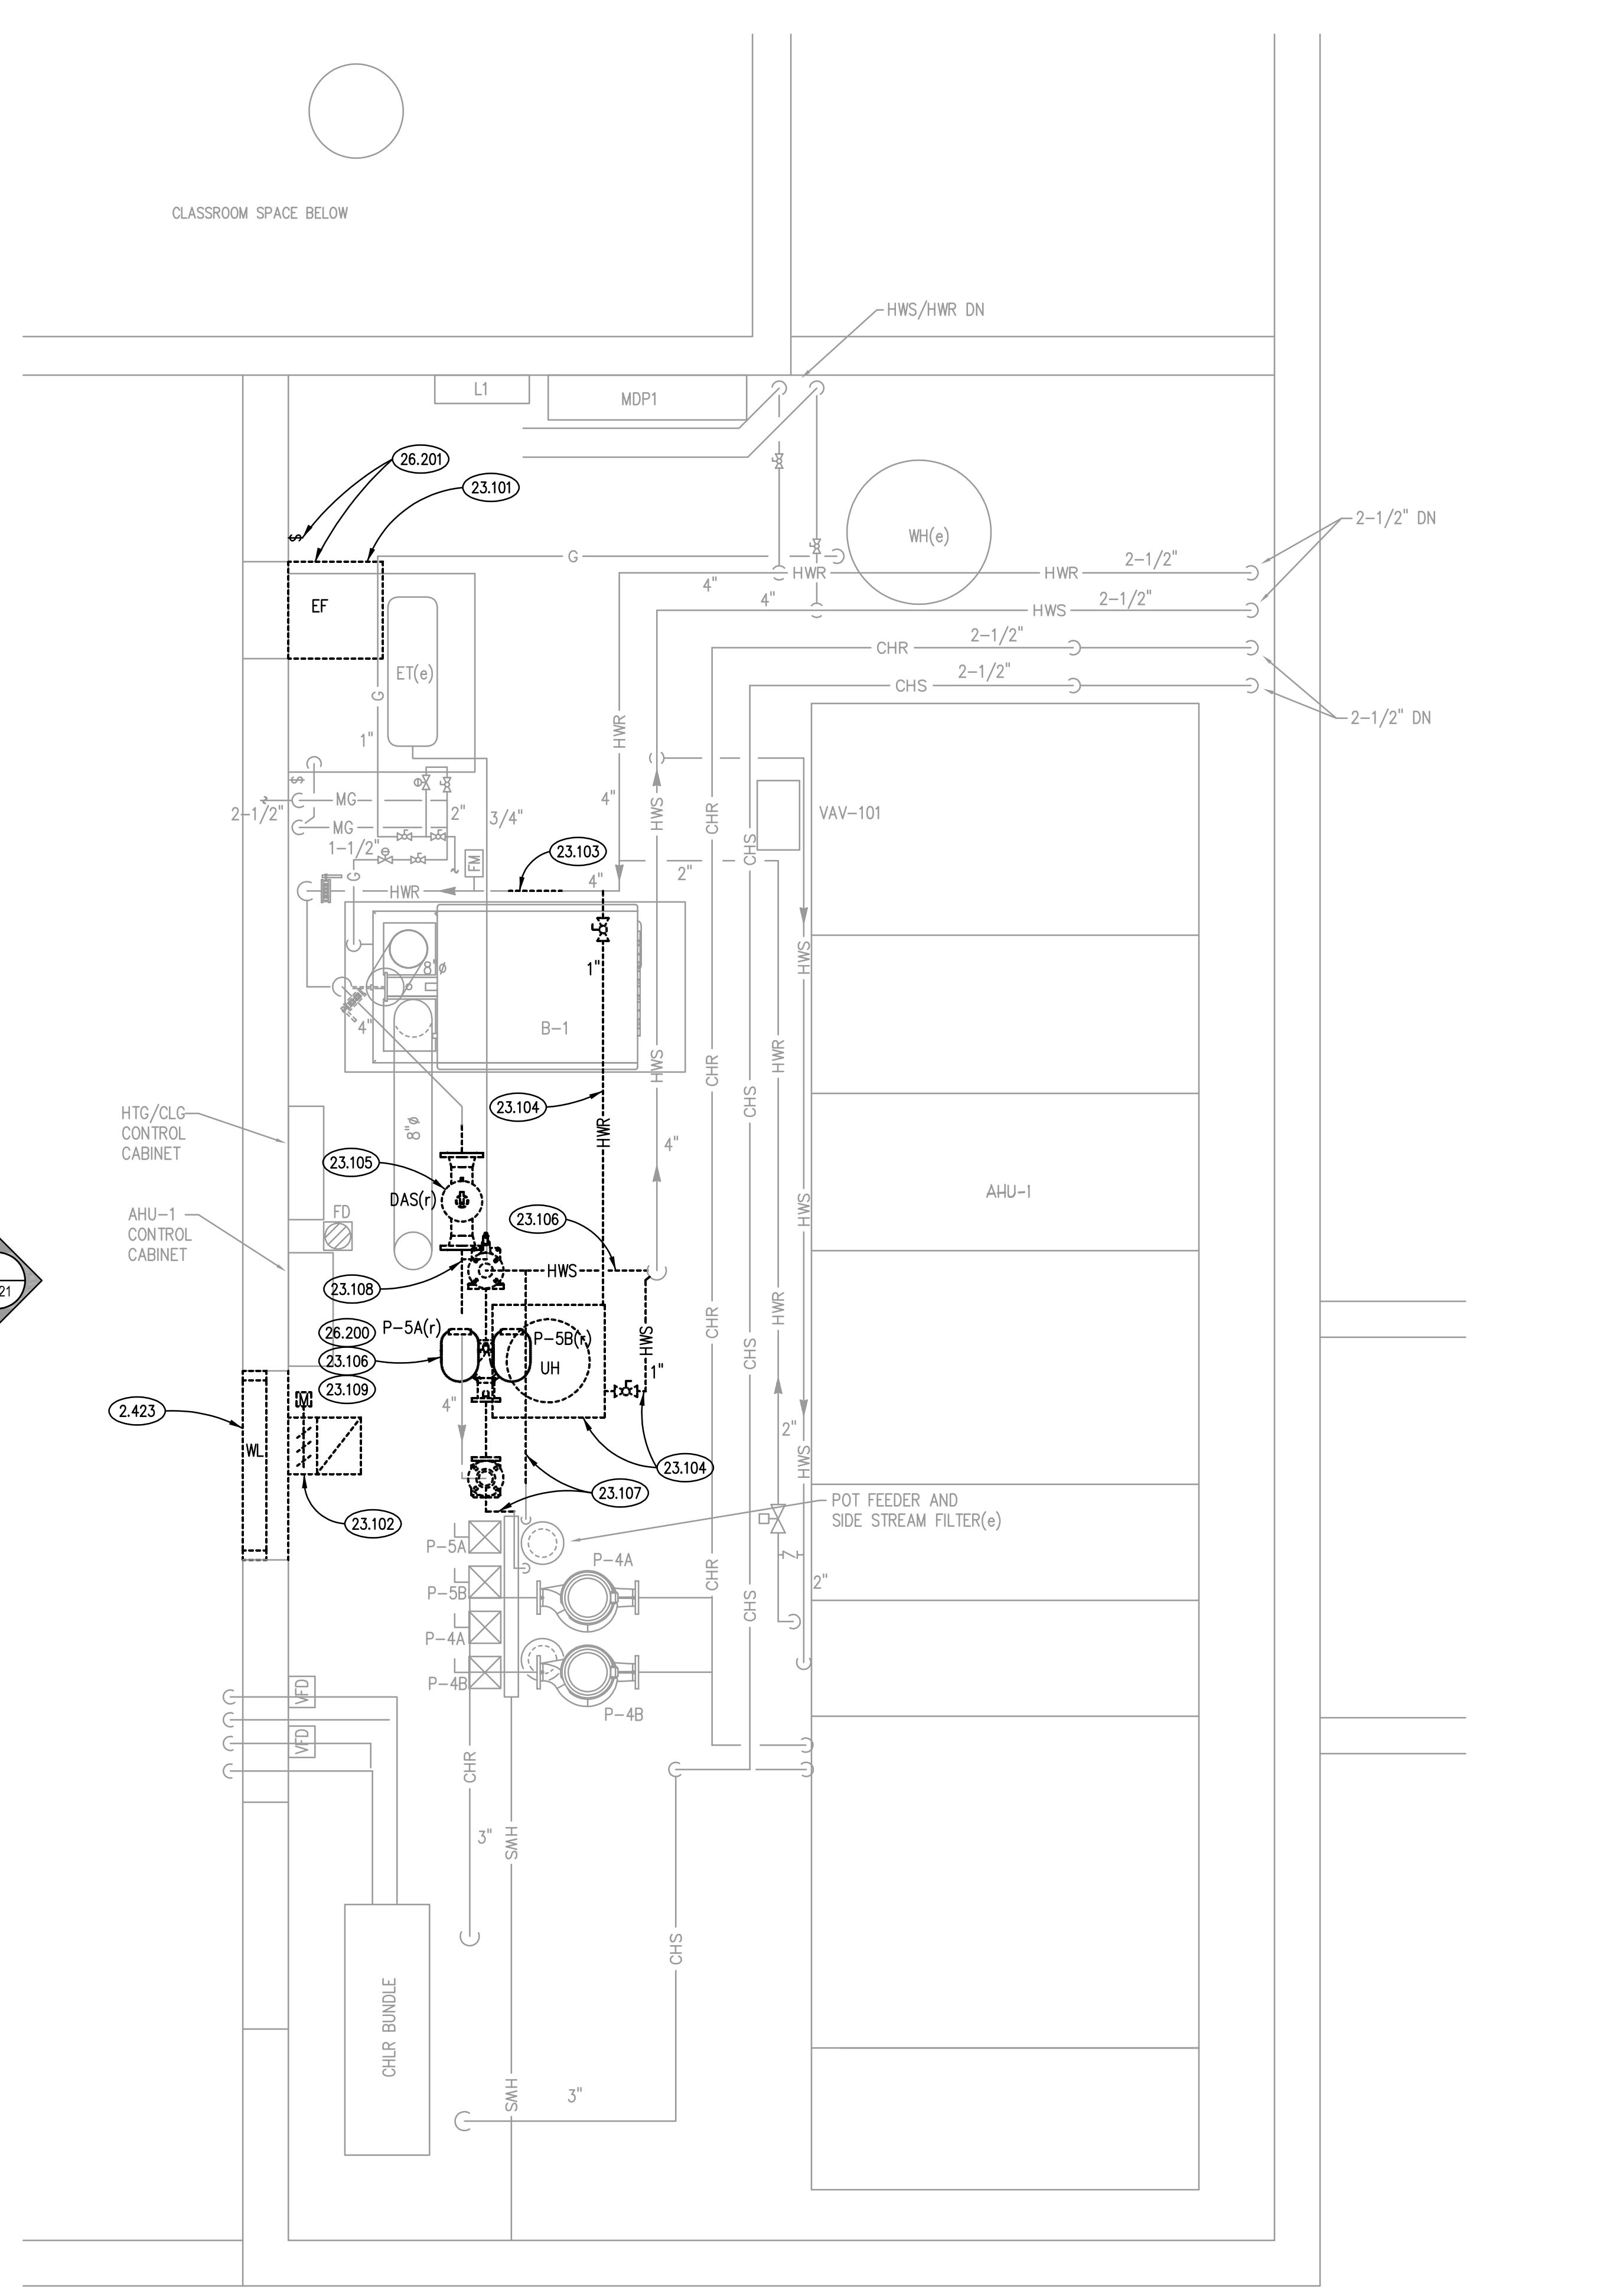 CLASSROOM SPACE BELOW
HWS/HWR DN
L1
MDP1
26.201
23.101
S
2-1/2" DN
WH(e)
G
HWR
HWR
2-1/2"
4"
4"
HWS
2-1/2"
EF
CHR
2-1/2"
ET(e)
CHS
2-1/2"
G
2-1/2" DN
HWR
1"
S
MG
4"
HWS
2-1/2"
2"
3/4"
CHR
VAV-101
MG
CHS
1-1/2"
23.103
FM
2"
G
HWR
4"
HWS
1"
8"ø
4"
B-1
HWR
HWS
CHR
23.104
CHS
HTG/CLG
CONTROL
CABINET
8"ø
HWR
4"
23.105
DAS(r)
AHU-1
AHU-1
CONTROL
CABINET
FD
23.106
HWS
21
HWS
23.108
HWR
CHR
26.200
P-5A(r)
P-5B(r)
HWS
CHS
23.106
UH
1"
23.109
M
4"
2.423
2"
WL
HWS
23.104
23.107
POT FEEDER AND
SIDE STREAM FILTER(e)
23.102
P-5A
P-4A
CHR
2"
P-5B
CHS
P-4A
P-4B
VFD
P-4B
VFD
CHR
3"
HWS
CHS
CHLR BUNDLE
HWS
3"